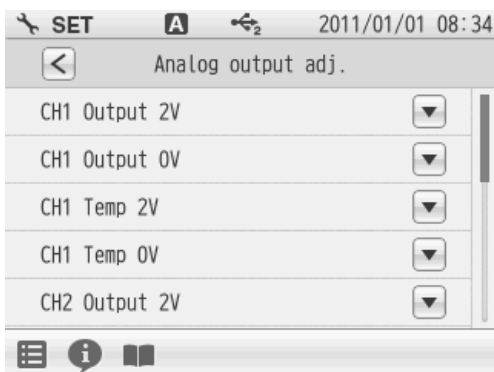 SET A 2 2011/01/01 08:34
Analog output adj.
CH1 Output 2V
CH1 Output 0V
CH1 Temp 2V
CH1 Temp 0V
CH2 Output 2V